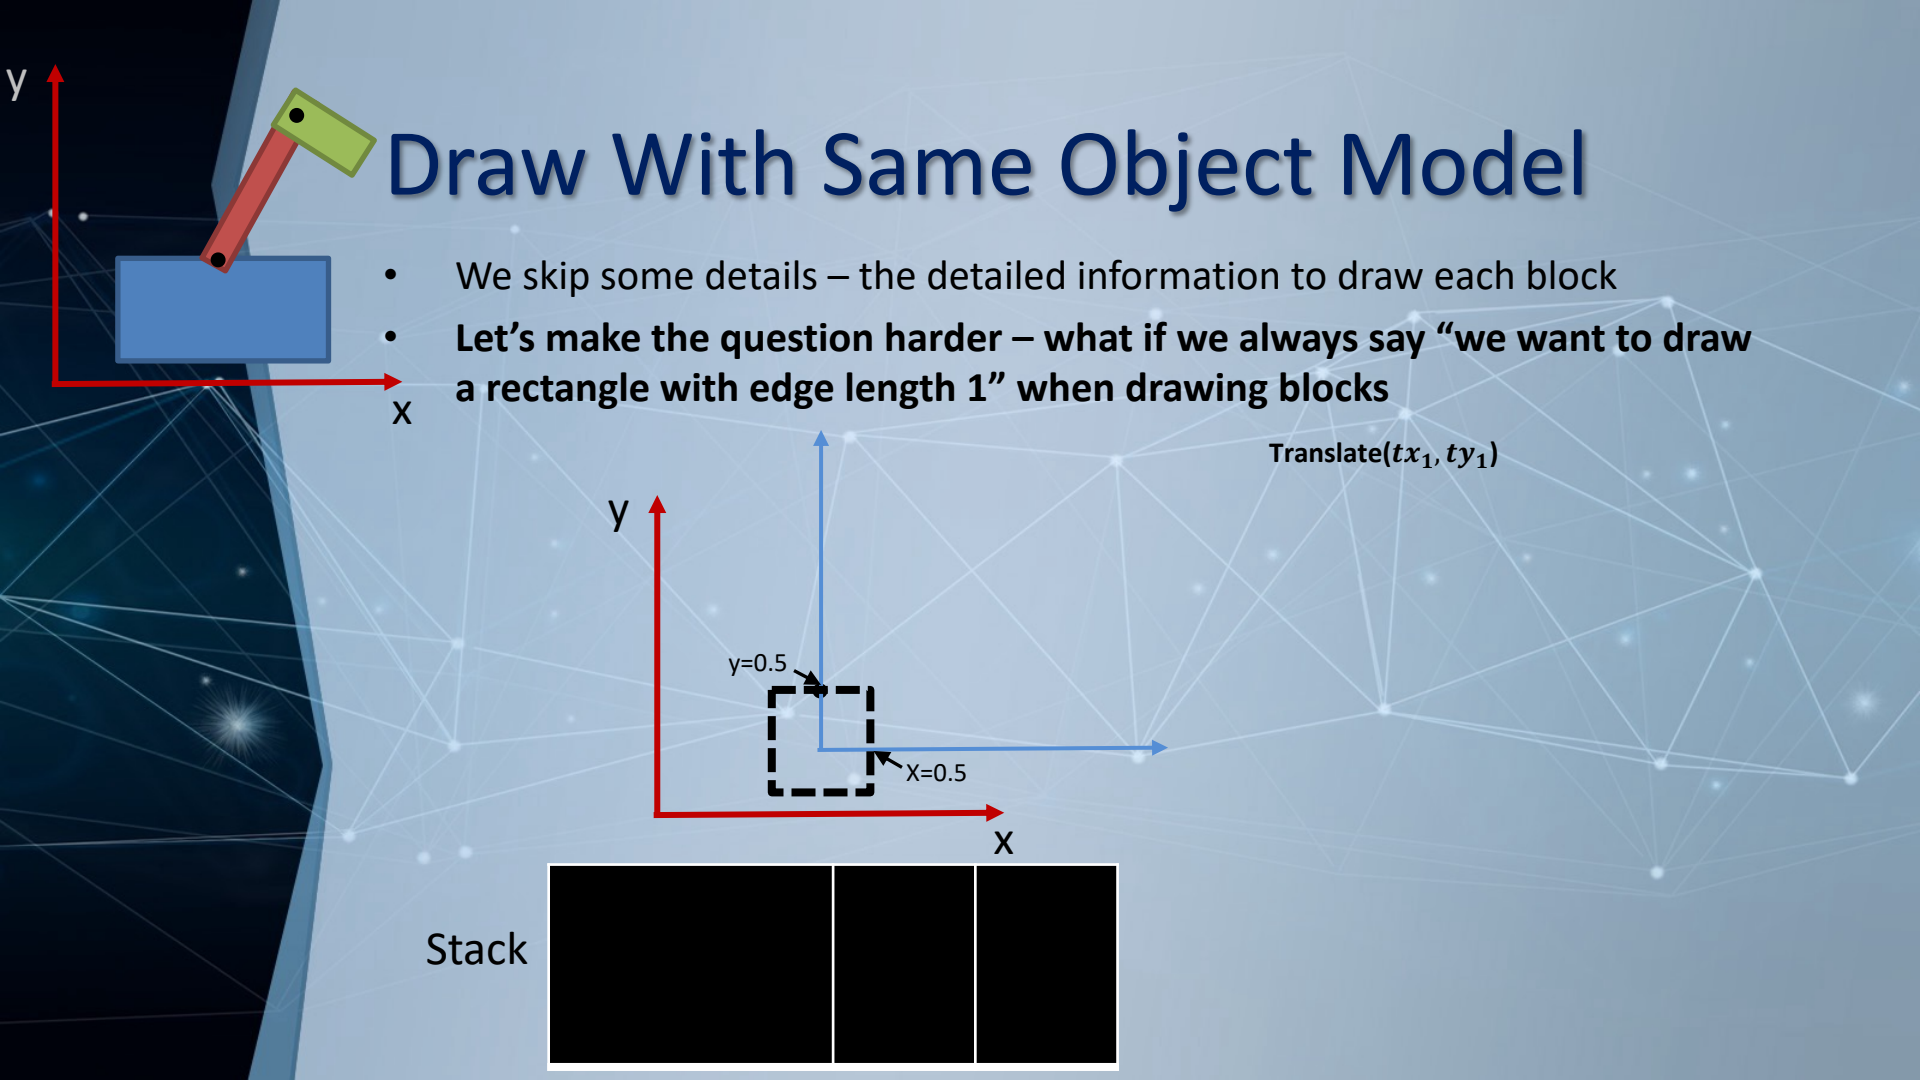 y
x
Draw With Same Object Model
• We skip some details – the detailed information to draw each block
• Let’s make the question harder – what if we always say “we want to draw
a rectangle with edge length 1” when drawing blocks
Translate(𝒕𝒙₁, 𝒕𝒚₁)
y
y=0.5
X=0.5
x
Stack